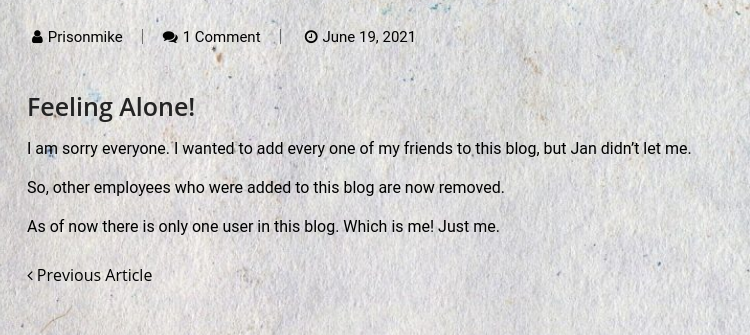 Prisonmike | 1 Comment | June 19, 2021
Feeling Alone!
I am sorry everyone. I wanted to add every one of my friends to this blog, but Jan didn’t let me.
So, other employees who were added to this blog are now removed.
As of now there is only one user in this blog. Which is me! Just me.
‹ Previous Article